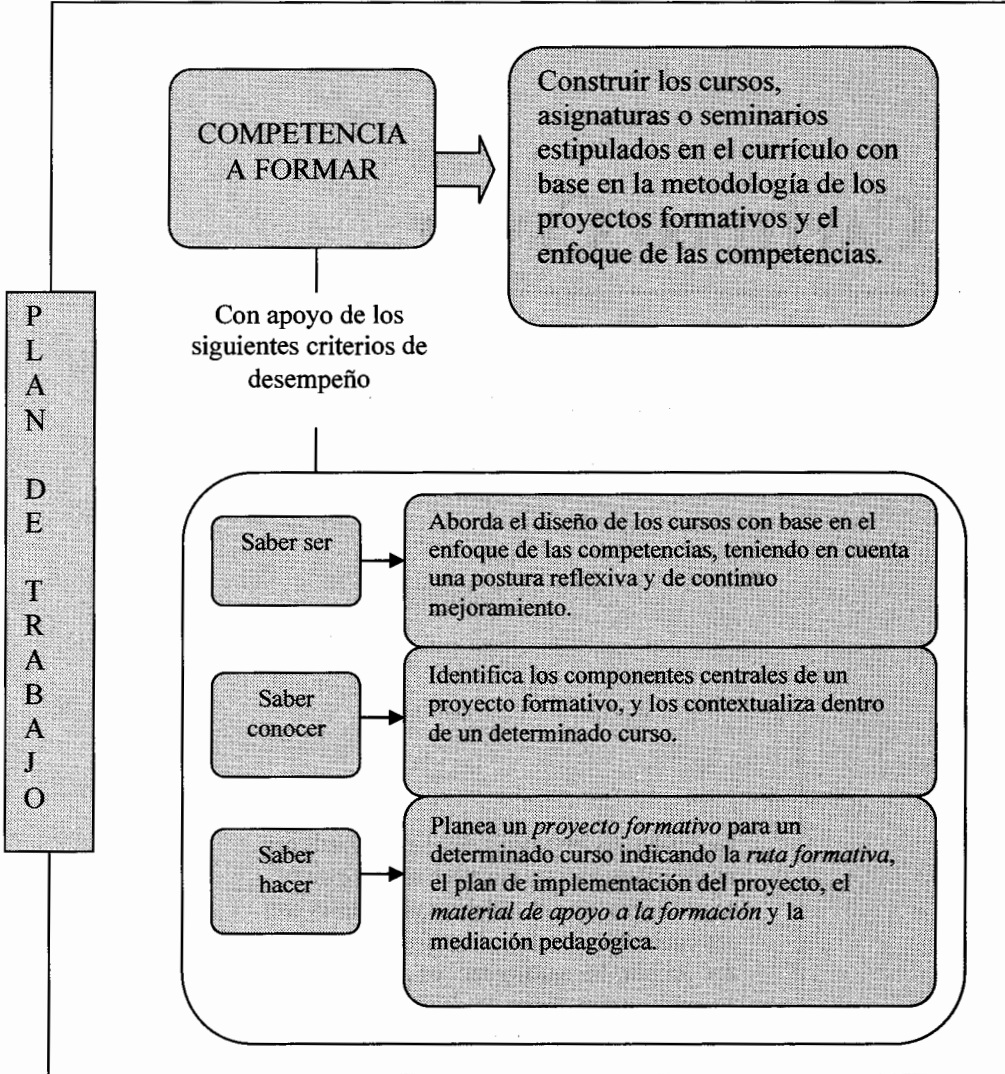 COMPETENCIA
A FORMAR
Construir los cursos,
asignaturas o seminarios
estipulados en el currículo con
base en la metodología de los
proyectos formativos y el
enfoque de las competencias.
PLAN DE TRABAJO
Con apoyo de los
siguientes criterios de
desempeño
Saber ser
Aborda el diseño de los cursos con base en el
enfoque de las competencias, teniendo en cuenta
una postura reflexiva y de continuo
mejoramiento.
Saber
conocer
Identifica los componentes centrales de un
proyecto formativo, y los contextualiza dentro
de un determinado curso.
Saber
hacer
Planea un proyecto formativo para un
determinado curso indicando la ruta formativa,
el plan de implementación del proyecto, el
material de apoyo a la formación y la
mediación pedagógica.